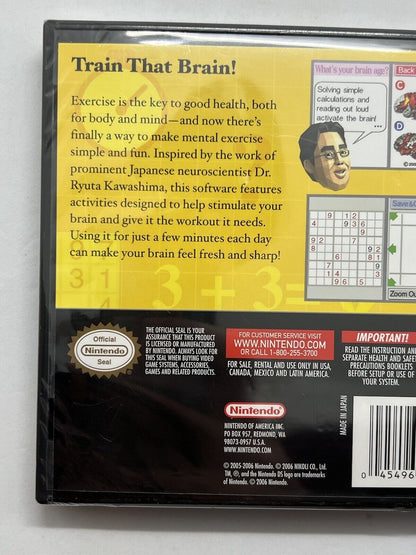 Train That Brain!
Exercise is the key to good health, both
for body and mind—and now there's
finally a way to make mental exercise
simple and fun. Inspired by the work of
prominent Japanese neuroscientist Dr.
Ryuta Kawashima, this software features
activities designed to help stimulate your
brain and give it the workout it needs.
Using it for just a few minutes each day
can make your brain feel fresh and sharp!
What's your brain age?
Solving simple
calculations and
reading out loud
activate the brain!
Back
C
D
Save&Q
Zoom Ou
3 + 3 =
Official
Nintendo
Seal
THE OFFICIAL SEAL IS YOUR
ASSURANCE THAT THIS PRODUCT
IS LICENSED OR MANUFACTURED
BY NINTENDO. ALWAYS LOOK FOR
THIS SEAL WHEN BUYING VIDEO
GAME SYSTEMS, ACCESSORIES,
GAMES AND RELATED PRODUCTS.
FOR CUSTOMER SERVICE VISIT
WWW.NINTENDO.COM
OR CALL 1-800-255-3700
FOR SALE, RENTAL AND USE ONLY IN USA,
CANADA, MEXICO AND LATIN AMERICA.
IMPORTANT!
READ THE INSTRUCTION AND
SEPARATE HEALTH AND SAFE
PRECAUTIONS BOOKLETS
BEFORE SETUP OR USE OF
YOUR SYSTEM.
Nintendo
NINTENDO OF AMERICA INC.
PO BOX 957, REDMOND, WA
98073-0957 U.S.A.
WWW.NINTENDO.COM
© 2005-2006 Nintendo. © 2006 NIKOLI CO., Ltd.
TM, ® and the Nintendo DS logo are trademarks
of Nintendo. © 2006 Nintendo.
MADE IN JAPAN
0 45496